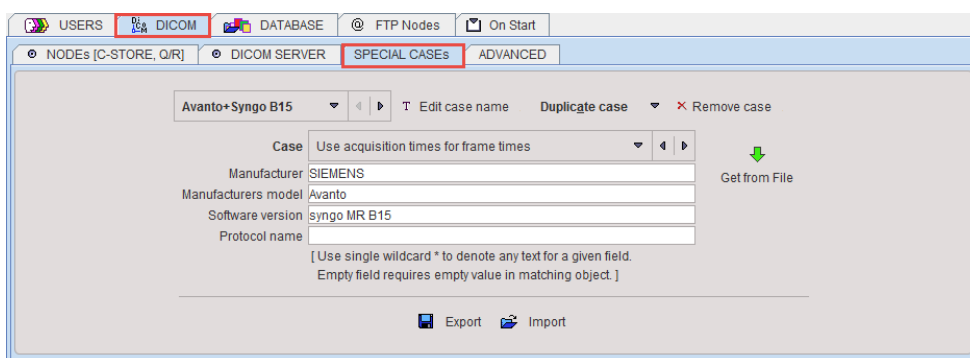 USERS DiCoM DICOM DATABASE @ FTP Nodes On Start
NODEs [C-STORE, Q/R] DICOM SERVER SPECIAL CASEs ADVANCED
Avanto+Syngo B15 T Edit case name Duplicate case Remove case
Case Use acquisition times for frame times
Manufacturer SIEMENS Get from File
Manufacturers model Avanto
Software version syngo MR B15
Protocol name
[ Use single wildcard * to denote any text for a given field.
Empty field requires empty value in matching object. ]
Export Import